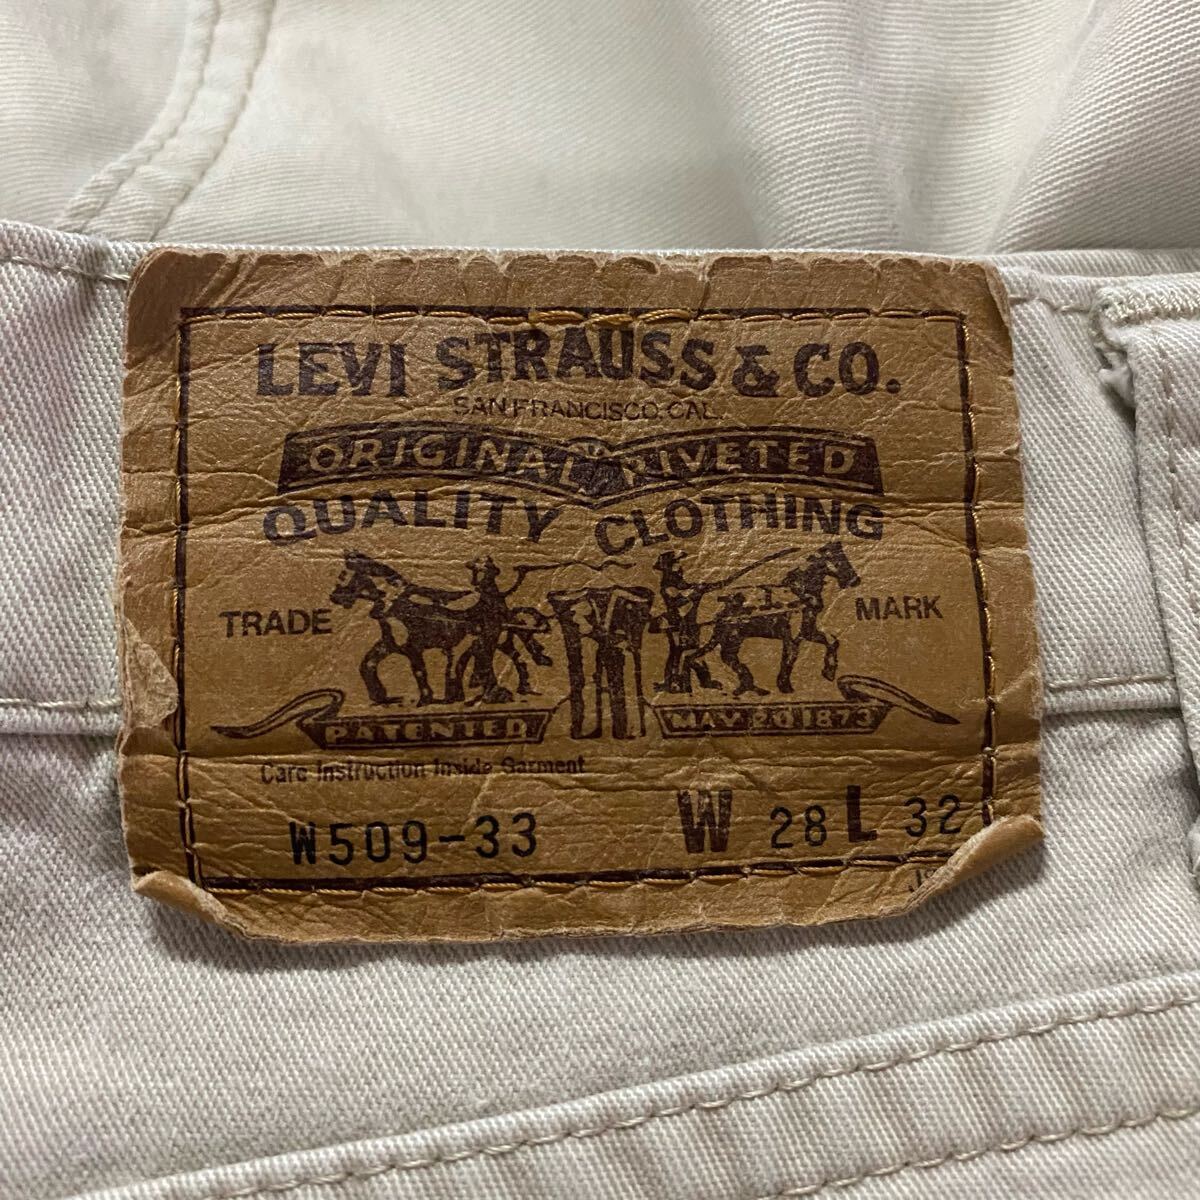 LEVI STRAUSS & CO.
SAN FRANCISCO, CAL.
ORIGINAL RIVETED
QUALITY CLOTHING
TRADE MARK
PATENTED MAY 20 1873
Care Instruction Inside Garment
W509-33 W 28 L 32